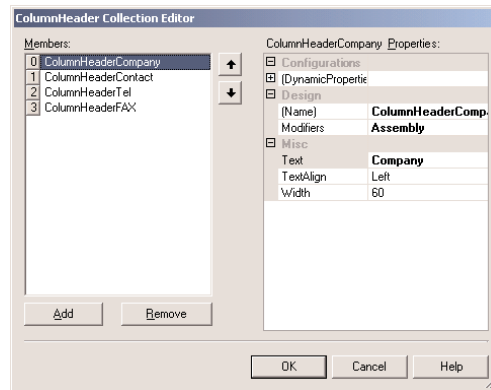 ColumnHeader Collection Editor
Members:
0 ColumnHeaderCompany
1 ColumnHeaderContact
2 ColumnHeaderTel
3 ColumnHeaderFAX
Add
Remove
ColumnHeaderCompany Properties:
Configurations
(DynamicPropertie
Design
(Name) ColumnHeaderComp
Modifiers Assembly
Misc
Text Company
TextAlign Left
Width 60
OK
Cancel
Help